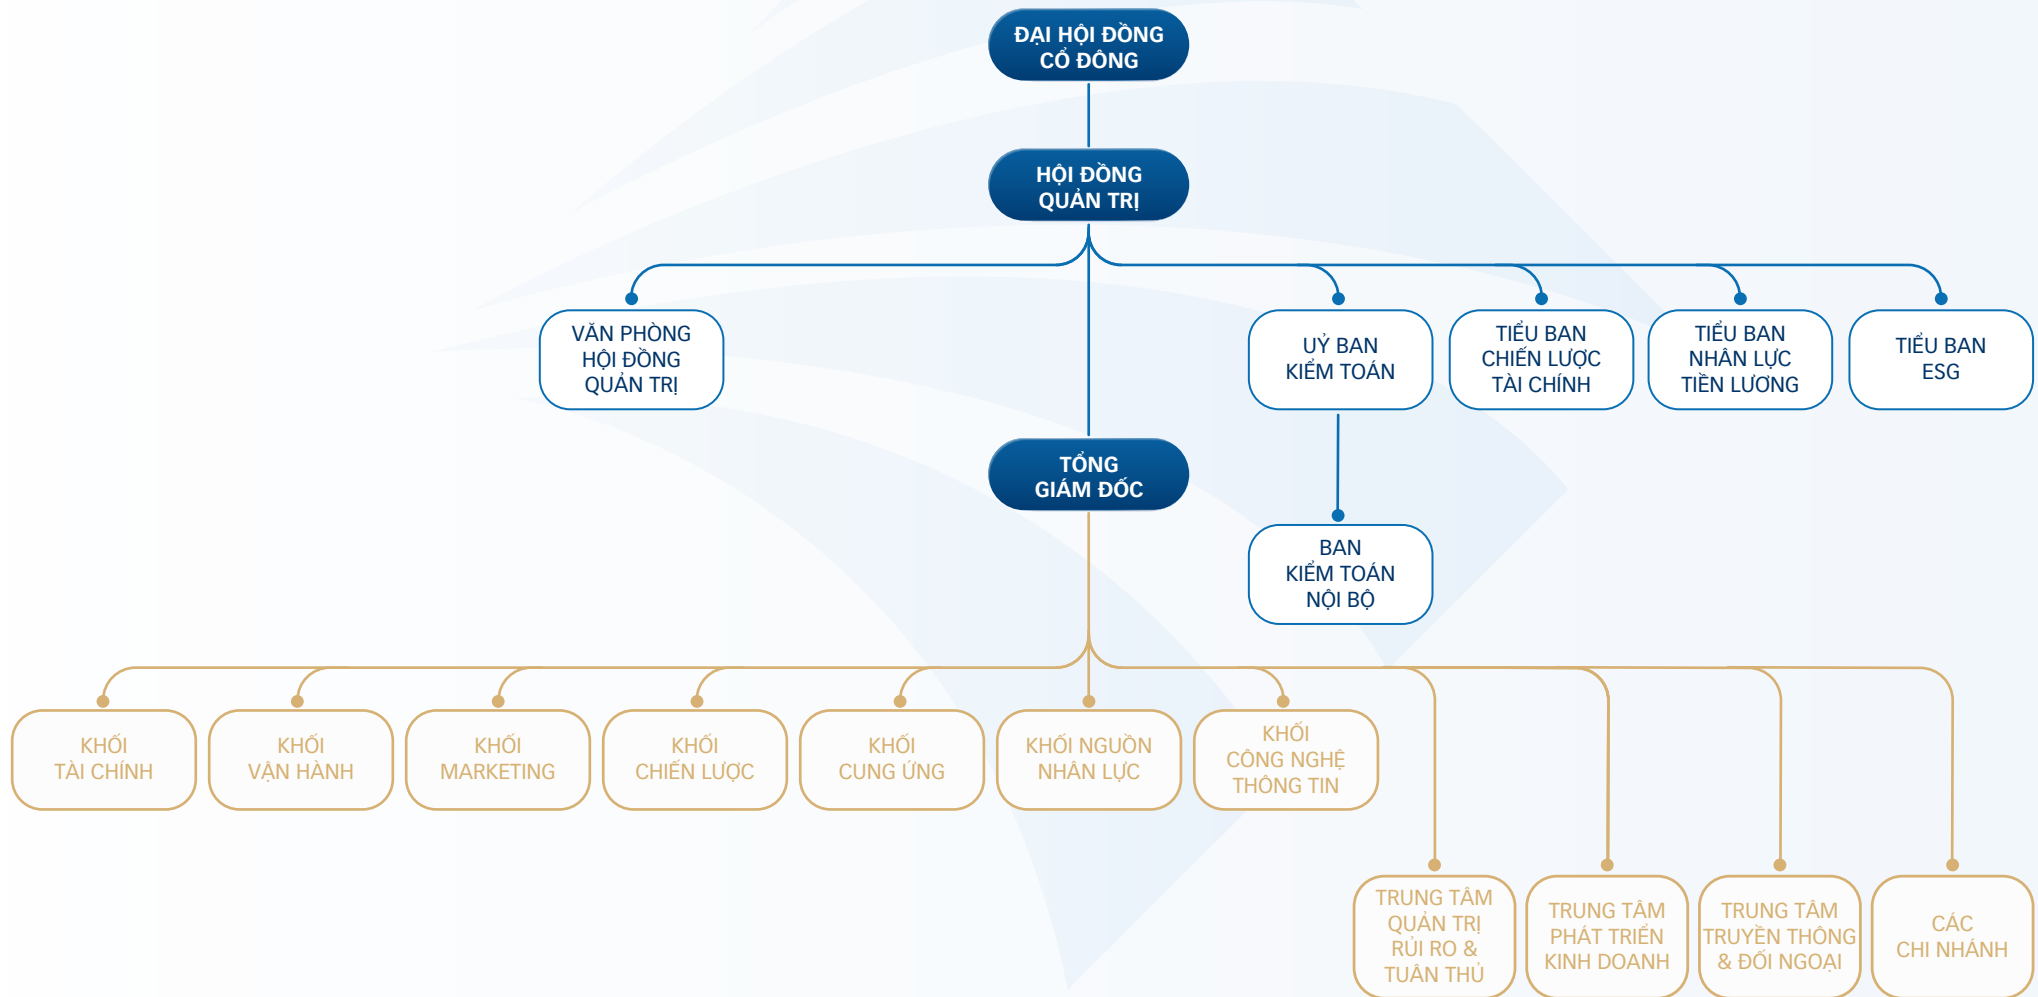 ĐẠI HỘI ĐỒNG
CỔ ĐÔNG
HỘI ĐỒNG
QUẢN TRỊ
VĂN PHÒNG
HỘI ĐỒNG
QUẢN TRỊ
UỶ BAN
KIỂM TOÁN
TIỂU BAN
CHIẾN LƯỢC
TÀI CHÍNH
TIỂU BAN
NHÂN LỰC
TIỀN LƯƠNG
TIỂU BAN
ESG
TỔNG
GIÁM ĐỐC
BAN
KIỂM TOÁN
NỘI BỘ
KHỐI
TÀI CHÍNH
KHỐI
VẬN HÀNH
KHỐI
MARKETING
KHỐI
CHIẾN LƯỢC
KHỐI
CUNG ỨNG
KHỐI NGUỒN
NHÂN LỰC
KHỐI
CÔNG NGHỆ
THÔNG TIN
TRUNG TÂM
QUẢN TRỊ
RỦI RO &
TUÂN THỦ
TRUNG TÂM
PHÁT TRIỂN
KINH DOANH
TRUNG TÂM
TRUYỀN THÔNG
& ĐỐI NGOẠI
CÁC
CHI NHÁNH